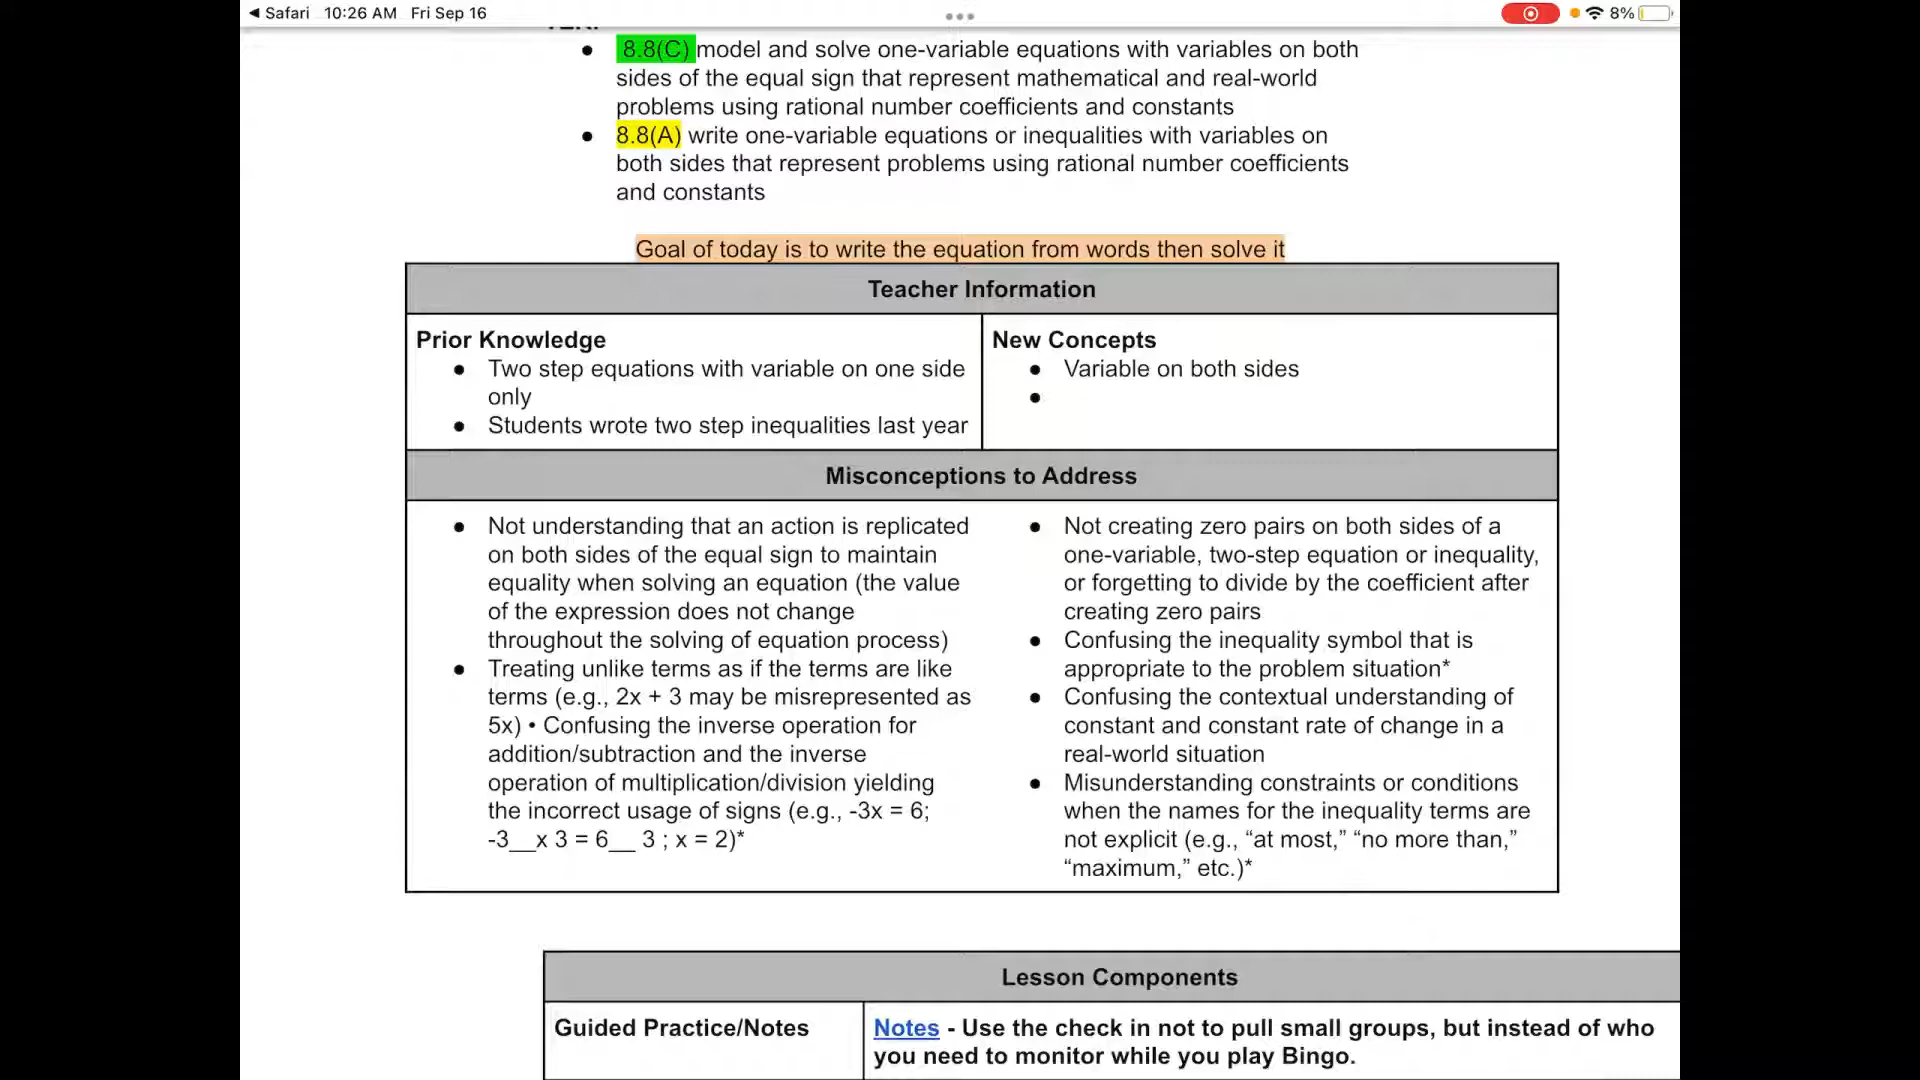 Safari 10:26 AM Fri Sep 16
8%
8.8(C) model and solve one-variable equations with variables on both
sides of the equal sign that represent mathematical and real-world
problems using rational number coefficients and constants
8.8(A) write one-variable equations or inequalities with variables on
both sides that represent problems using rational number coefficients
and constants
Goal of today is to write the equation from words then solve it
Teacher Information
Prior Knowledge
Two step equations with variable on one side
only
Students wrote two step inequalities last year
New Concepts
Variable on both sides
Misconceptions to Address
Not understanding that an action is replicated
on both sides of the equal sign to maintain
equality when solving an equation (the value
of the expression does not change
throughout the solving of equation process)
Treating unlike terms as if the terms are like
terms (e.g., 2x + 3 may be misrepresented as
5x) • Confusing the inverse operation for
addition/subtraction and the inverse
operation of multiplication/division yielding
the incorrect usage of signs (e.g., -3x = 6;
-3__x 3 = 6__ 3 ; x = 2)*
Not creating zero pairs on both sides of a
one-variable, two-step equation or inequality,
or forgetting to divide by the coefficient after
creating zero pairs
Confusing the inequality symbol that is
appropriate to the problem situation*
Confusing the contextual understanding of
constant and constant rate of change in a
real-world situation
Misunderstanding constraints or conditions
when the names for the inequality terms are
not explicit (e.g., “at most,” “no more than,”
“maximum,” etc.)*
Lesson Components
Guided Practice/Notes
Notes - Use the check in not to pull small groups, but instead of who
you need to monitor while you play Bingo.